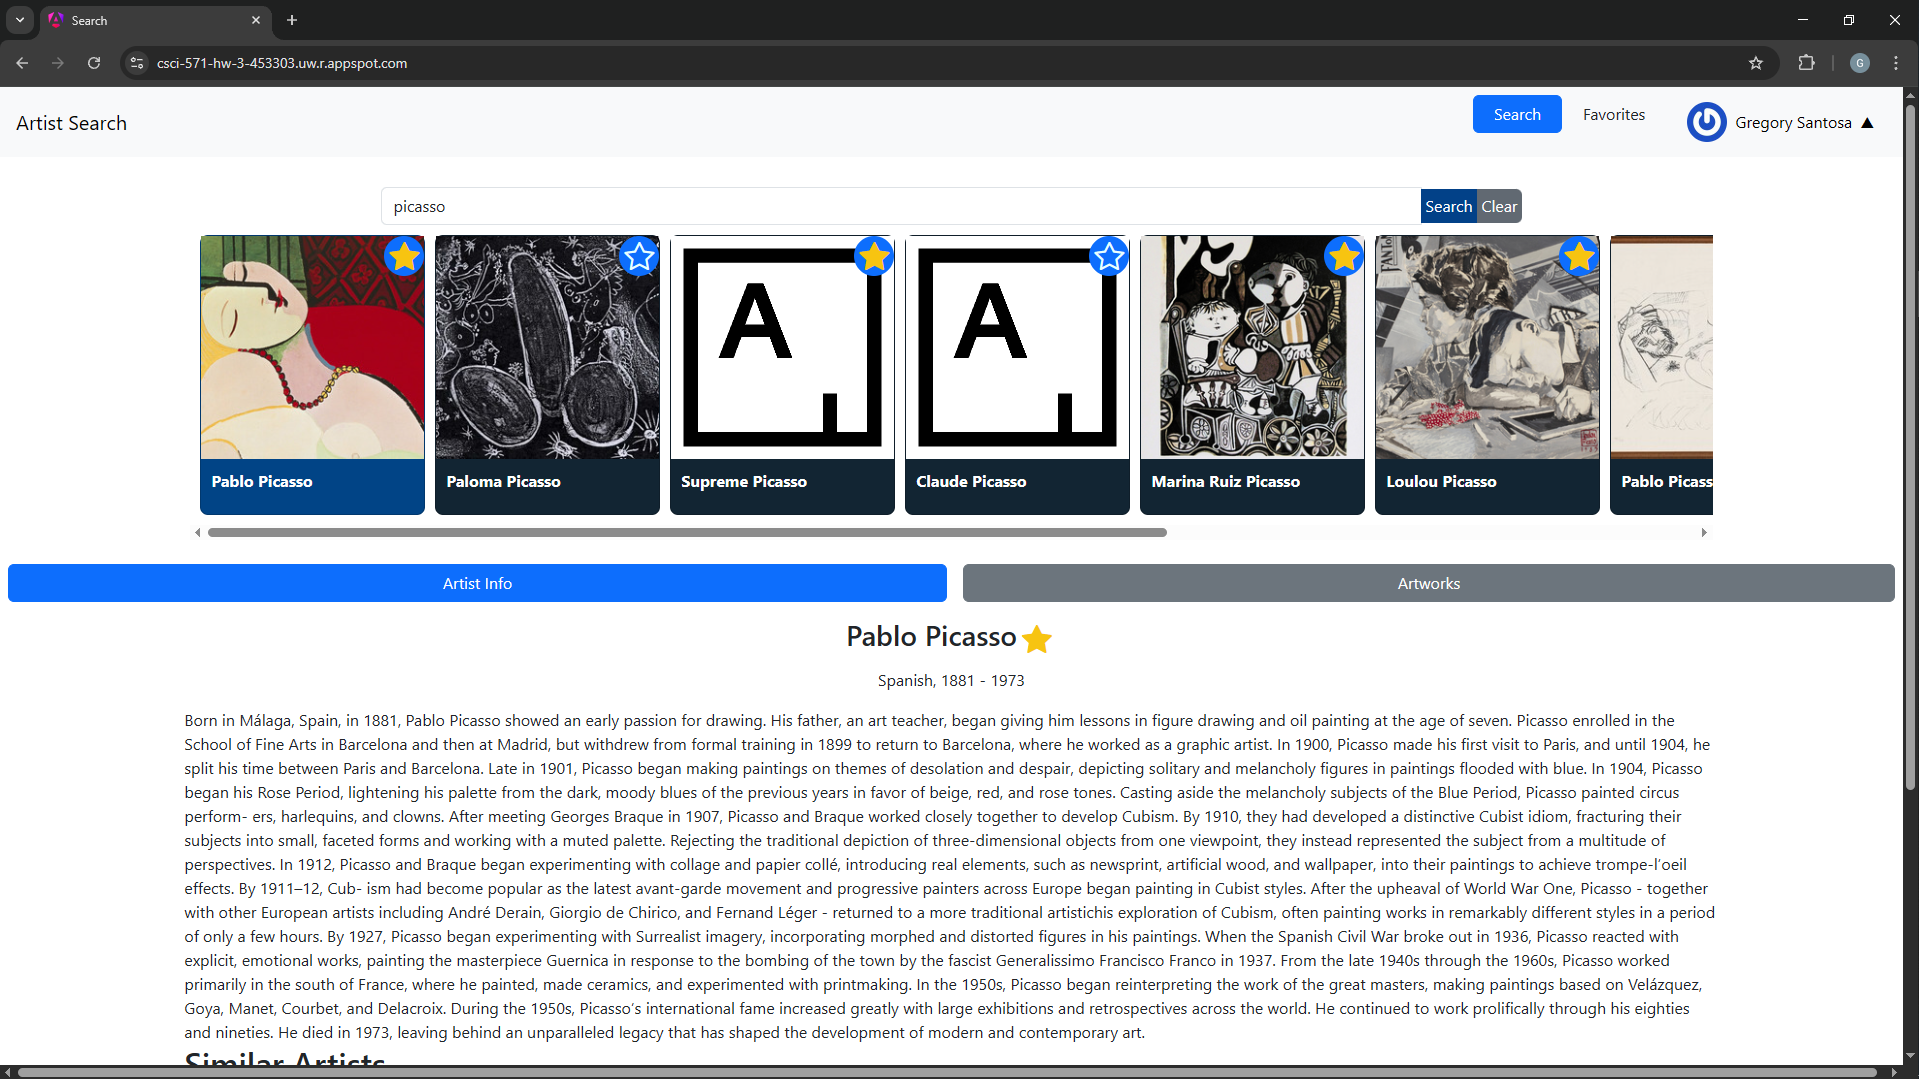 Search
csci-571-hw-3-453303.uw.r.appspot.com
G
Artist Search
Search
Favorites
Gregory Santosa ▲
picasso
Search
Clear
A
A
Pablo Picasso
Paloma Picasso
Supreme Picasso
Claude Picasso
Marina Ruiz Picasso
Loulou Picasso
Pablo Picass
Artist Info
Artworks
Pablo Picasso
Spanish, 1881 - 1973
Born in Málaga, Spain, in 1881, Pablo Picasso showed an early passion for drawing. His father, an art teacher, began giving him lessons in figure drawing and oil painting at the age of seven. Picasso enrolled in the
School of Fine Arts in Barcelona and then at Madrid, but withdrew from formal training in 1899 to return to Barcelona, where he worked as a graphic artist. In 1900, Picasso made his first visit to Paris, and until 1904, he
split his time between Paris and Barcelona. Late in 1901, Picasso began making paintings on themes of desolation and despair, depicting solitary and melancholy figures in paintings flooded with blue. In 1904, Picasso
began his Rose Period, lightening his palette from the dark, moody blues of the previous years in favor of beige, red, and rose tones. Casting aside the melancholy subjects of the Blue Period, Picasso painted circus
perform- ers, harlequins, and clowns. After meeting Georges Braque in 1907, Picasso and Braque worked closely together to develop Cubism. By 1910, they had developed a distinctive Cubist idiom, fracturing their
subjects into small, faceted forms and working with a muted palette. Rejecting the traditional depiction of three-dimensional objects from one viewpoint, they instead represented the subject from a multitude of
perspectives. In 1912, Picasso and Braque began experimenting with collage and papier collé, introducing real elements, such as newsprint, artificial wood, and wallpaper, into their paintings to achieve trompe-l’oeil
effects. By 1911–12, Cub- ism had become popular as the latest avant-garde movement and progressive painters across Europe began painting in Cubist styles. After the upheaval of World War One, Picasso - together
with other European artists including André Derain, Giorgio de Chirico, and Fernand Léger - returned to a more traditional artistichis exploration of Cubism, often painting works in remarkably different styles in a period
of only a few hours. By 1927, Picasso began experimenting with Surrealist imagery, incorporating morphed and distorted figures in his paintings. When the Spanish Civil War broke out in 1936, Picasso reacted with
explicit, emotional works, painting the masterpiece Guernica in response to the bombing of the town by the fascist Generalissimo Francisco Franco in 1937. From the late 1940s through the 1960s, Picasso worked
primarily in the south of France, where he painted, made ceramics, and experimented with printmaking. In the 1950s, Picasso began reinterpreting the work of the great masters, making paintings based on Velázquez,
Goya, Manet, Courbet, and Delacroix. During the 1950s, Picasso’s international fame increased greatly with large exhibitions and retrospectives across the world. He continued to work prolifically through his eighties
and nineties. He died in 1973, leaving behind an unparalleled legacy that has shaped the development of modern and contemporary art.
Similar Artists